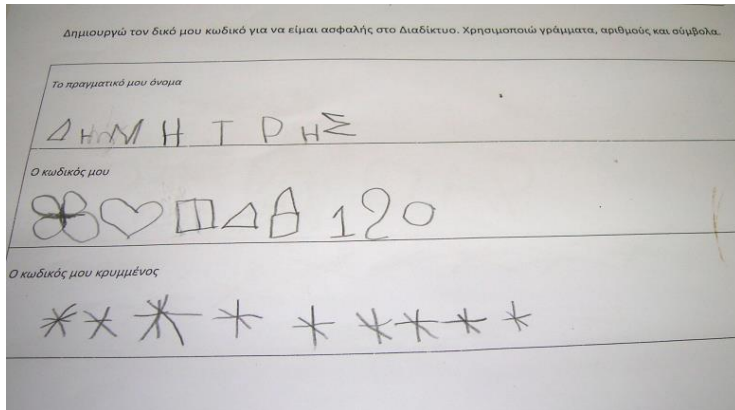 Δημιουργώ τον δικό μου κωδικό για να είμαι ασφαλής στο Διαδίκτυο. Χρησιμοποιώ γράμματα, αριθμούς και σύμβολα.
Το πραγματικό μου όνομα
ΔΗΜΗΤΡΗΣ
Ο κωδικός μου
120
Ο κωδικός μου κρυμμένος
* * * * * * * * *